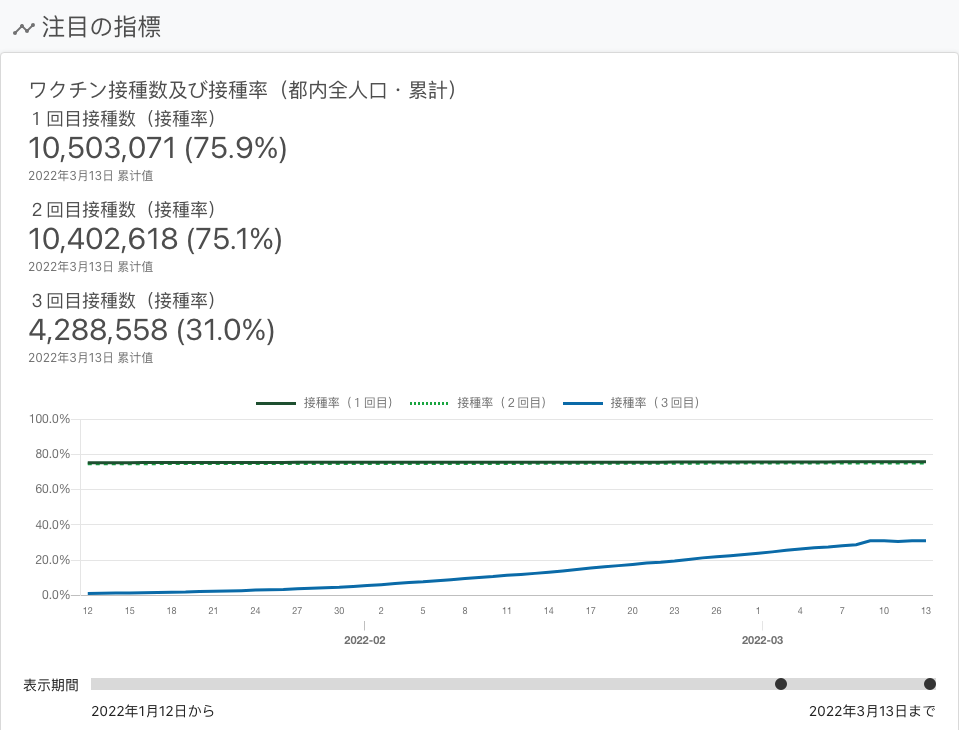 注目の指標
ワクチン接種数及び接種率（都内全人口・累計）
１回目接種数（接種率）
10,503,071 (75.9%)
2022年3月13日 累计值
２回目接種数（接種率）
10,402,618 (75.1%)
2022年3月13日 累计值
３回目接種数（接種率）
4,288,558 (31.0%)
2022年3月13日 累计值
接種率（１回目） 接種率（２回目） 接種率（３回目）
100.0%
80.0%
60.0%
40.0%
20.0%
0.0%
12 15 18 21 24 27 30 2 5 8 11 14 17 20 23 26 1 4 7 10 13
2022-02 2022-03
表示期間
2022年1月12日から 2022年3月13日まで